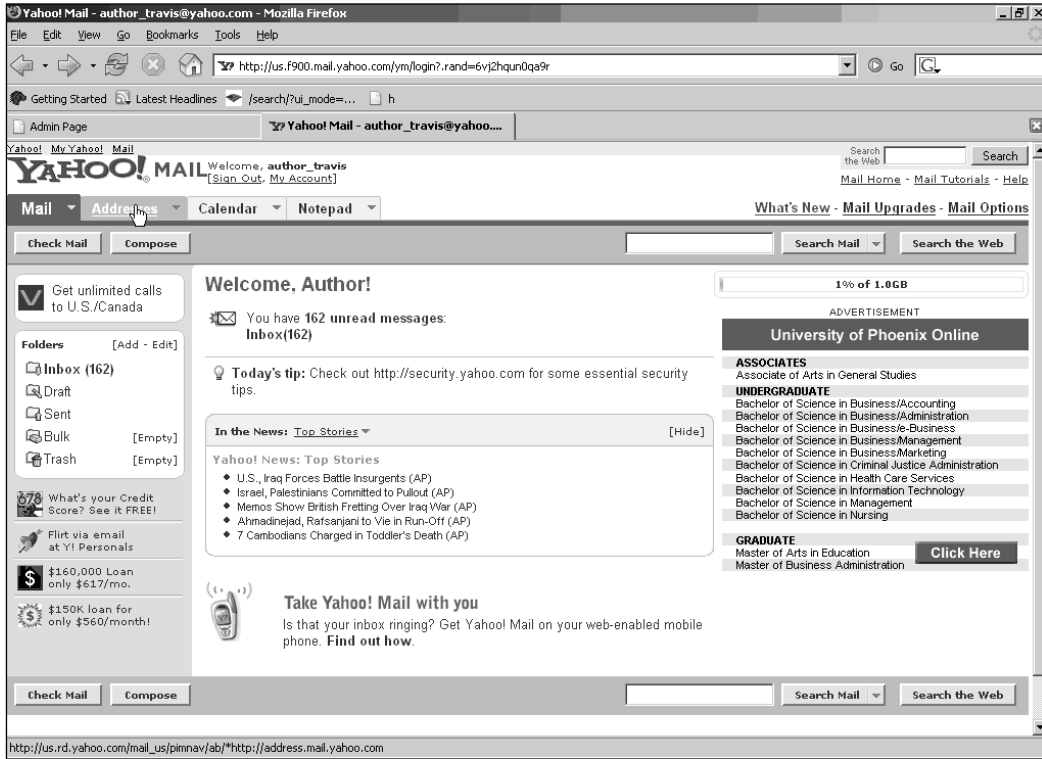 Yahoo! Mail - author_travis@yahoo.com - Mozilla Firefox
File Edit View Go Bookmarks Tools Help
http://us.f900.mail.yahoo.com/ym/login?.rand=6vj2hqun0qa9r
Go
G
Getting Started Latest Headlines /search/?ui_mode=... h
Admin Page
Y? Yahoo! Mail - author_travis@yahoo....
Yahoo! My Yahoo! Mail
YAHOO! MAIL
Welcome, author_travis
[Sign Out, My Account]
Search the Web
Search
Mail Home - Mail Tutorials - Help
Mail Addresses Calendar Notepad
What's New - Mail Upgrades - Mail Options
Check Mail Compose
Search Mail Search the Web
Get unlimited calls
to U.S./Canada
Folders [Add - Edit]
Inbox (162)
Draft
Sent
Bulk [Empty]
Trash [Empty]
678 What's your Credit
Score? See it FREE!
Flirt via email
at Y! Personals
$ $160,000 Loan
only $617/mo.
$ $150K loan for
only $560/month!
Welcome, Author!
You have 162 unread messages:
Inbox(162)
Today's tip: Check out http://security.yahoo.com for some essential security
tips.
In the News: Top Stories [Hide]
Yahoo! News: Top Stories
U.S., Iraq Forces Battle Insurgents (AP)
Israel, Palestinians Committed to Pullout (AP)
Memos Show British Fretting Over Iraq War (AP)
Ahmadinejad, Rafsanjani to Vie in Run-Off (AP)
7 Cambodians Charged in Toddler's Death (AP)
Take Yahoo! Mail with you
Is that your inbox ringing? Get Yahoo! Mail on your web-enabled mobile
phone. Find out how.
1% of 1.0GB
ADVERTISEMENT
University of Phoenix Online
ASSOCIATES
Associate of Arts in General Studies
UNDERGRADUATE
Bachelor of Science in Business/Accounting
Bachelor of Science in Business/Administration
Bachelor of Science in Business/e-Business
Bachelor of Science in Business/Management
Bachelor of Science in Business/Marketing
Bachelor of Science in Criminal Justice Administration
Bachelor of Science in Health Care Services
Bachelor of Science in Information Technology
Bachelor of Science in Management
Bachelor of Science in Nursing
GRADUATE
Master of Arts in Education
Master of Business Administration
Click Here
Check Mail Compose
Search Mail Search the Web
http://us.rd.yahoo.com/mail_us/pimnav/ab/*http://address.mail.yahoo.com